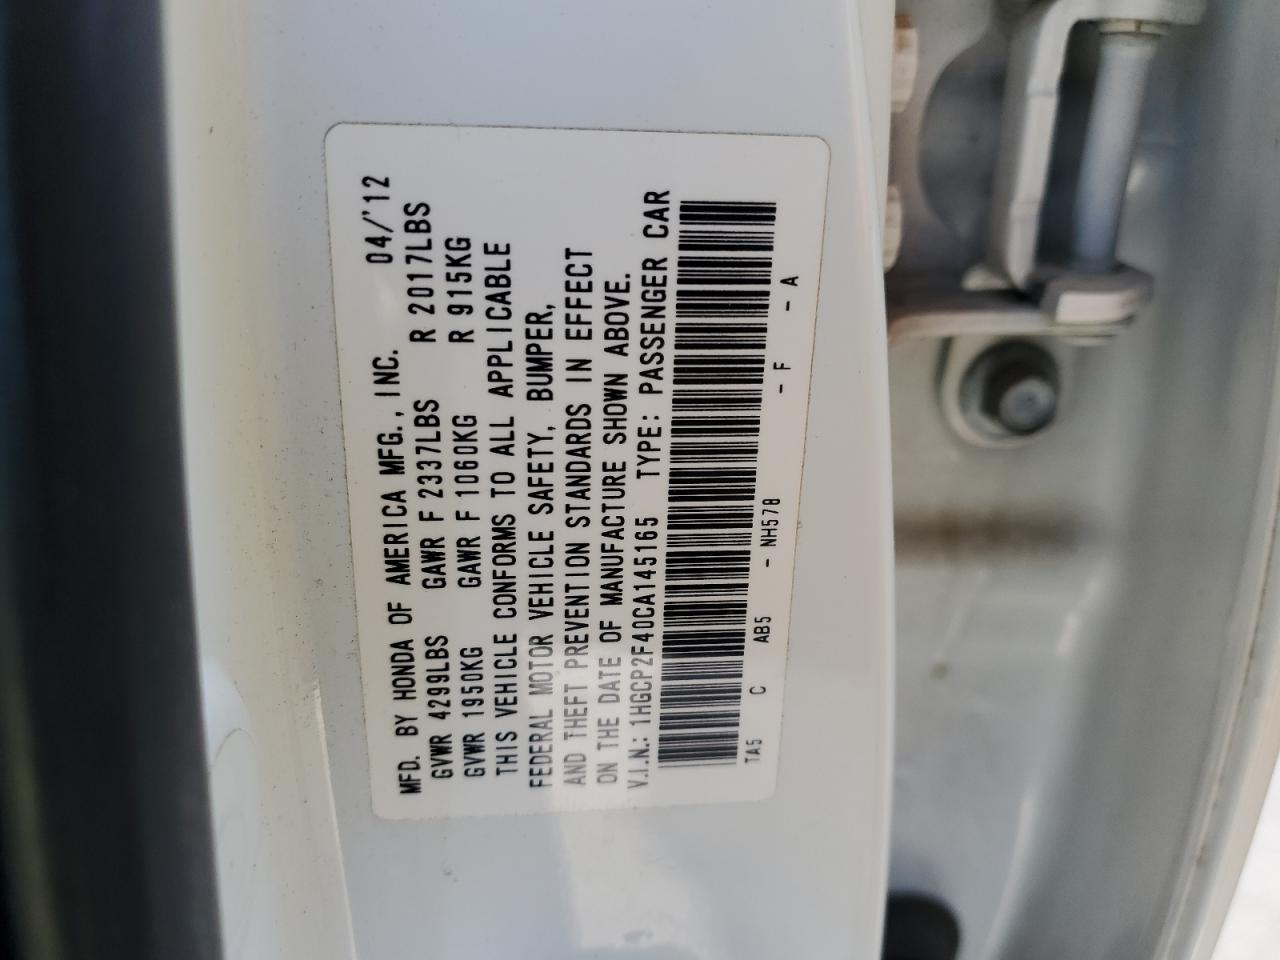 MFD. BY HONDA OF AMERICA MFG., INC. 04/'12
GVWR 4299LBS GAWR F 2337LBS R 2017LBS
GVWR 1950KG GAWR F 1060KG R 915KG
THIS VEHICLE CONFORMS TO ALL APPLICABLE
FEDERAL MOTOR VEHICLE SAFETY, BUMPER,
AND THEFT PREVENTION STANDARDS IN EFFECT
ON THE DATE OF MANUFACTURE SHOWN ABOVE.
V.I.N.: 1HGCP2F40CA145165 TYPE: PASSENGER CAR
TA5 C AB5 - NH578 - F - A